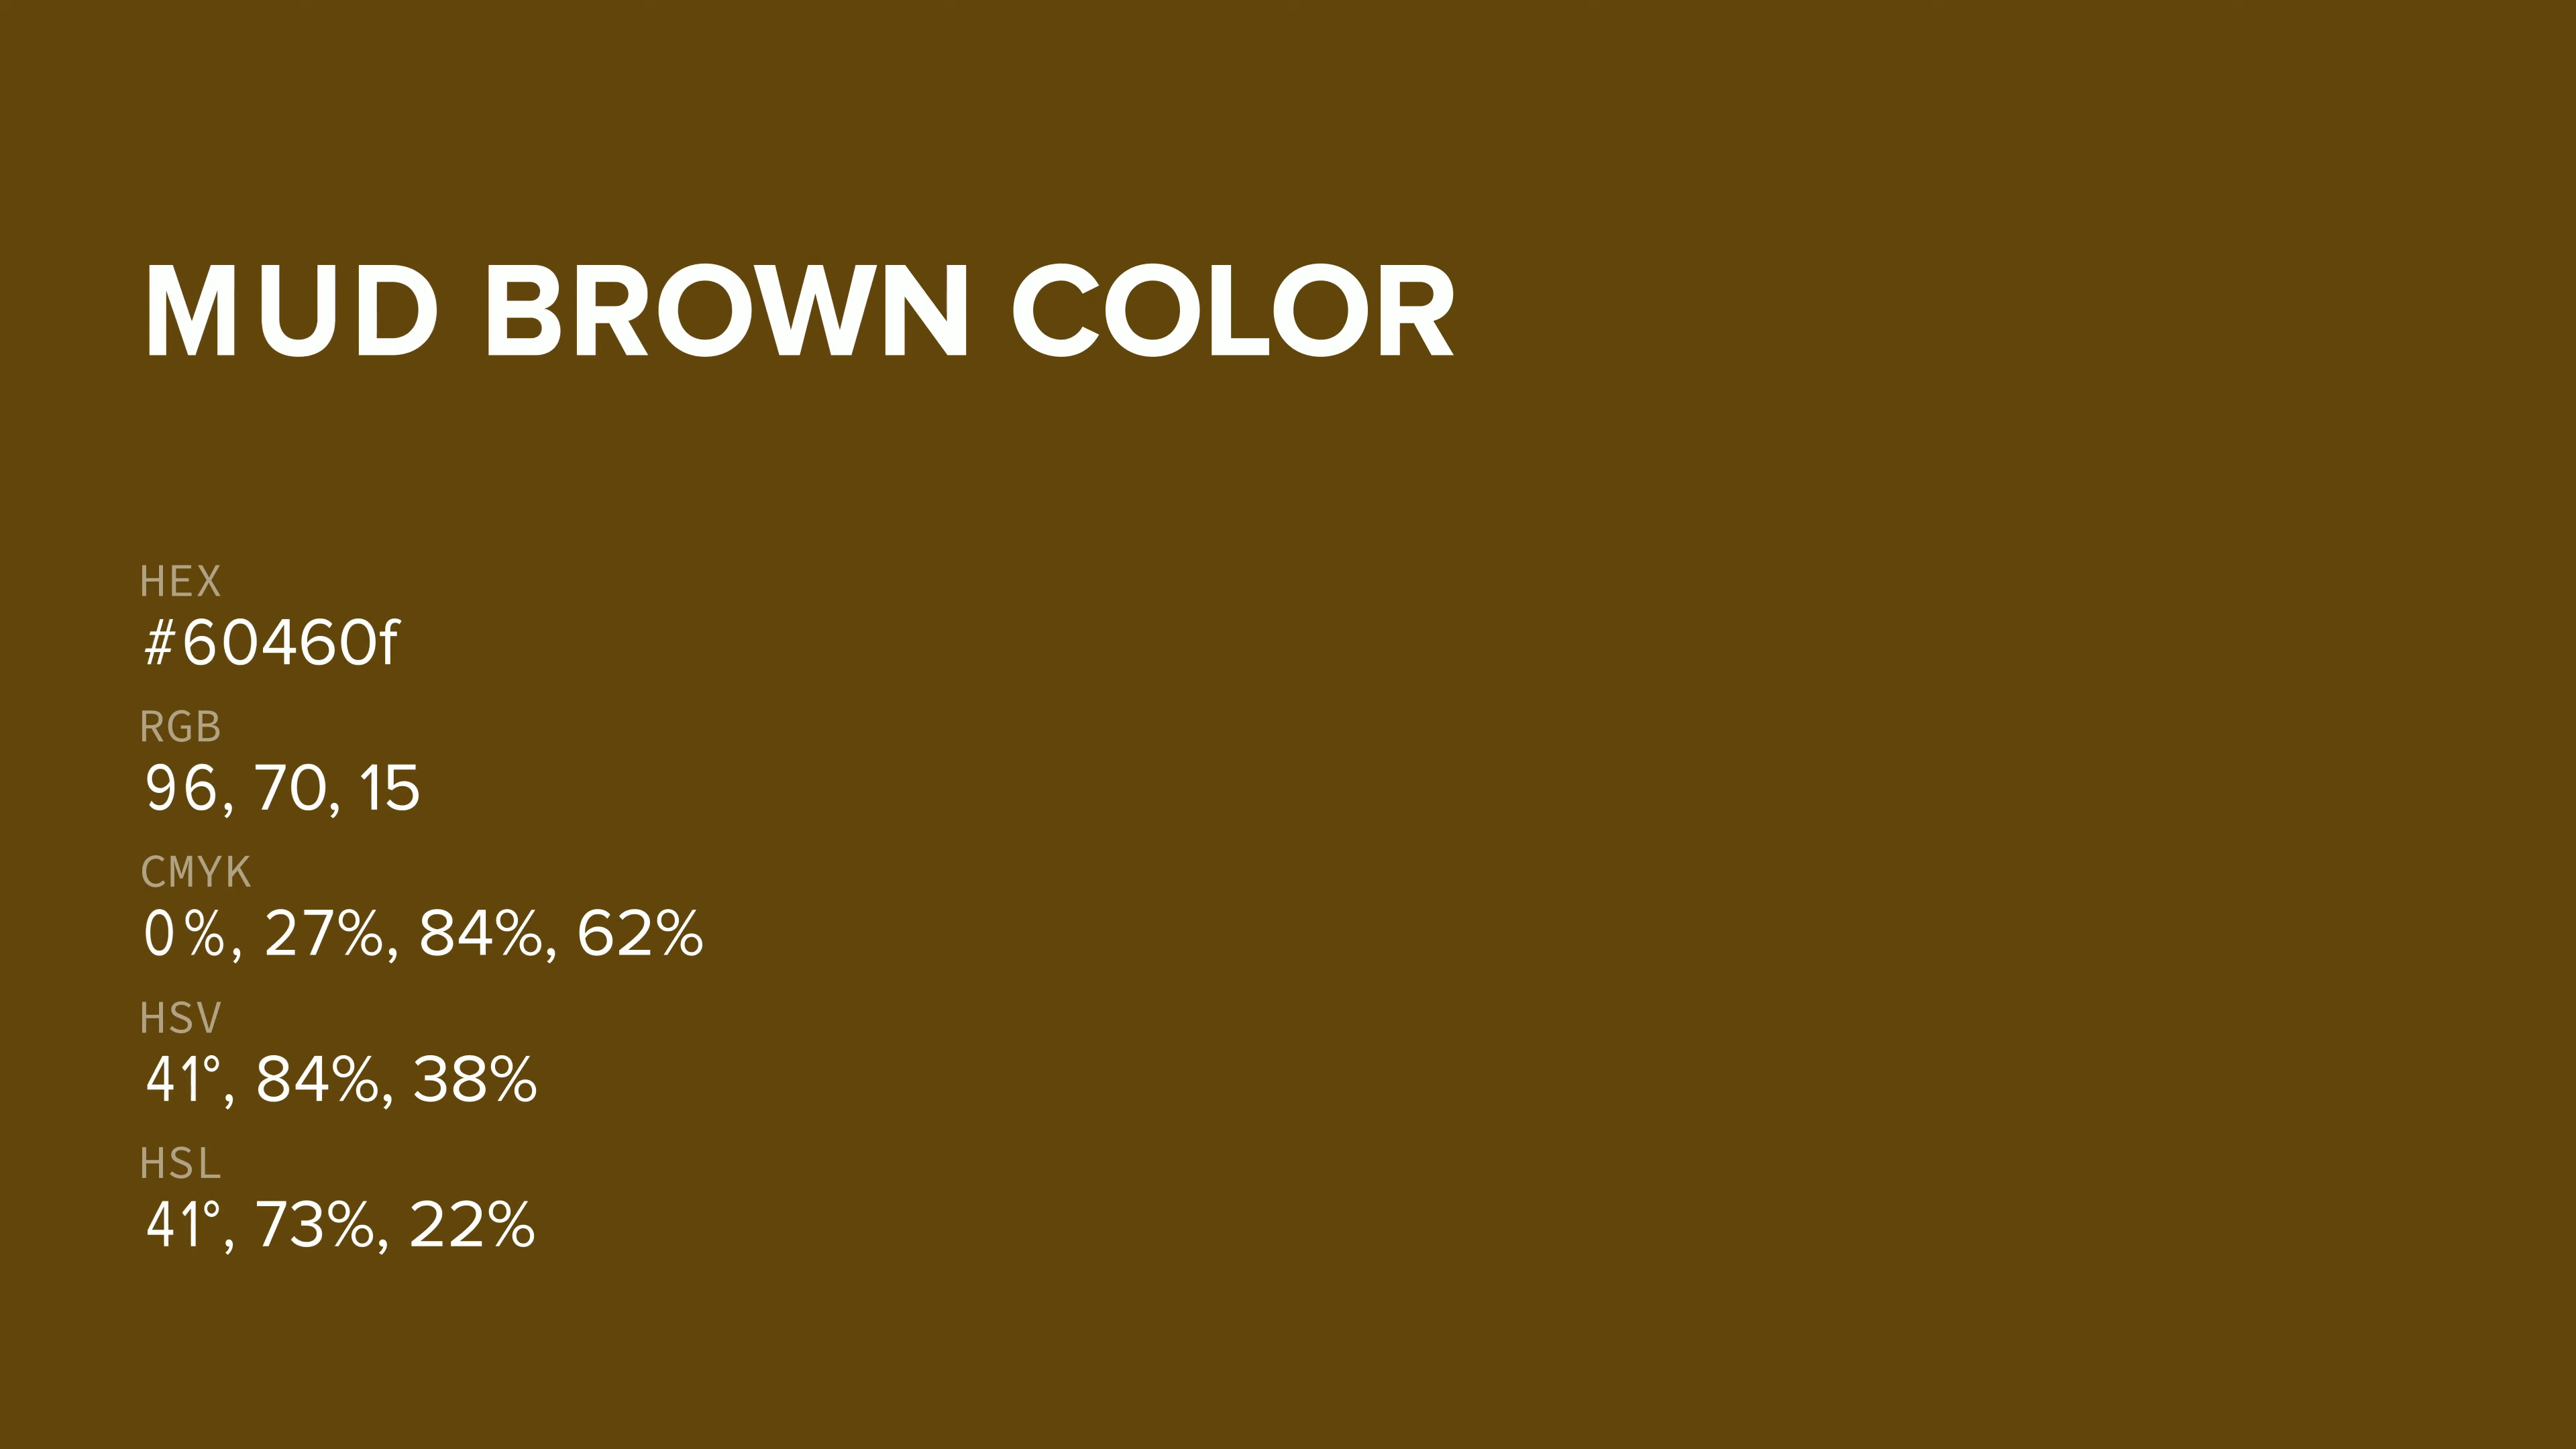 MUD BROWN COLOR
HEX
#60460f
RGB
96, 70, 15
CMYK
0%, 27%, 84%, 62%
HSV
41°, 84%, 38%
HSL
41°, 73%, 22%